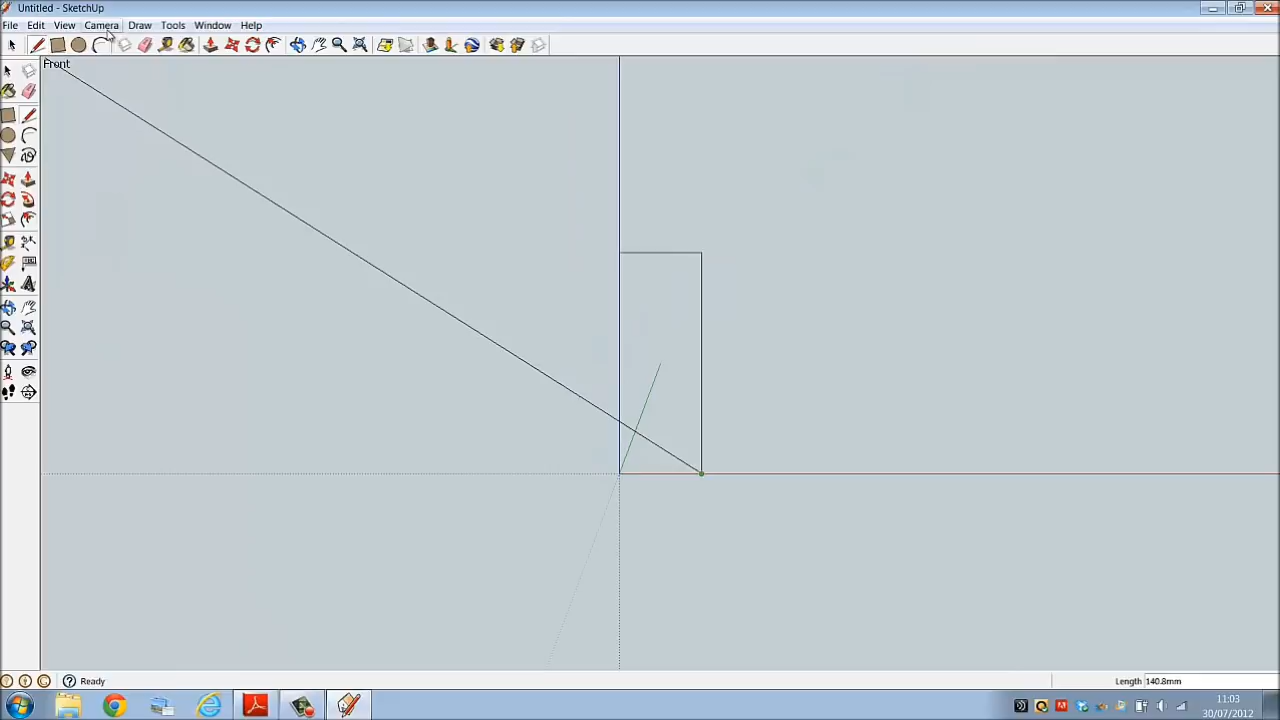 Untitled - SketchUp
File Edit View Camera Draw Tools Window Help
Front
Ready
Length 140.8mm
11:03
30/07/2012